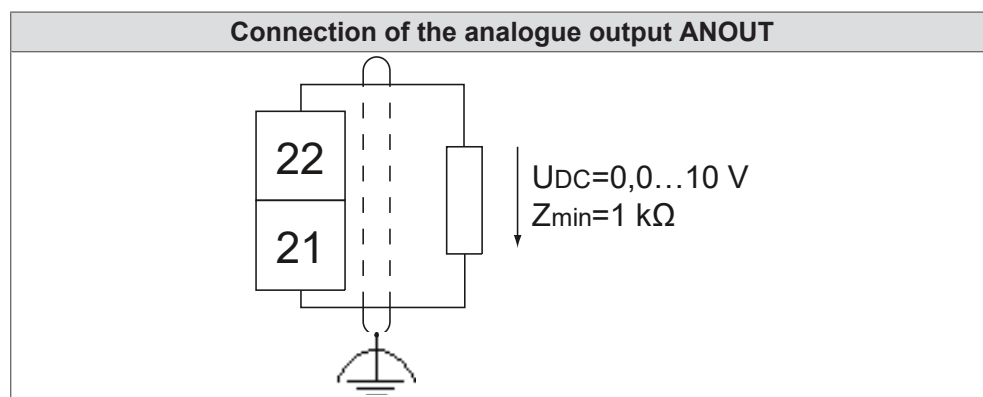 Connection of the analogue output ANOUT
22
21
UDC=0,0…10 V
Zmin=1 kΩ